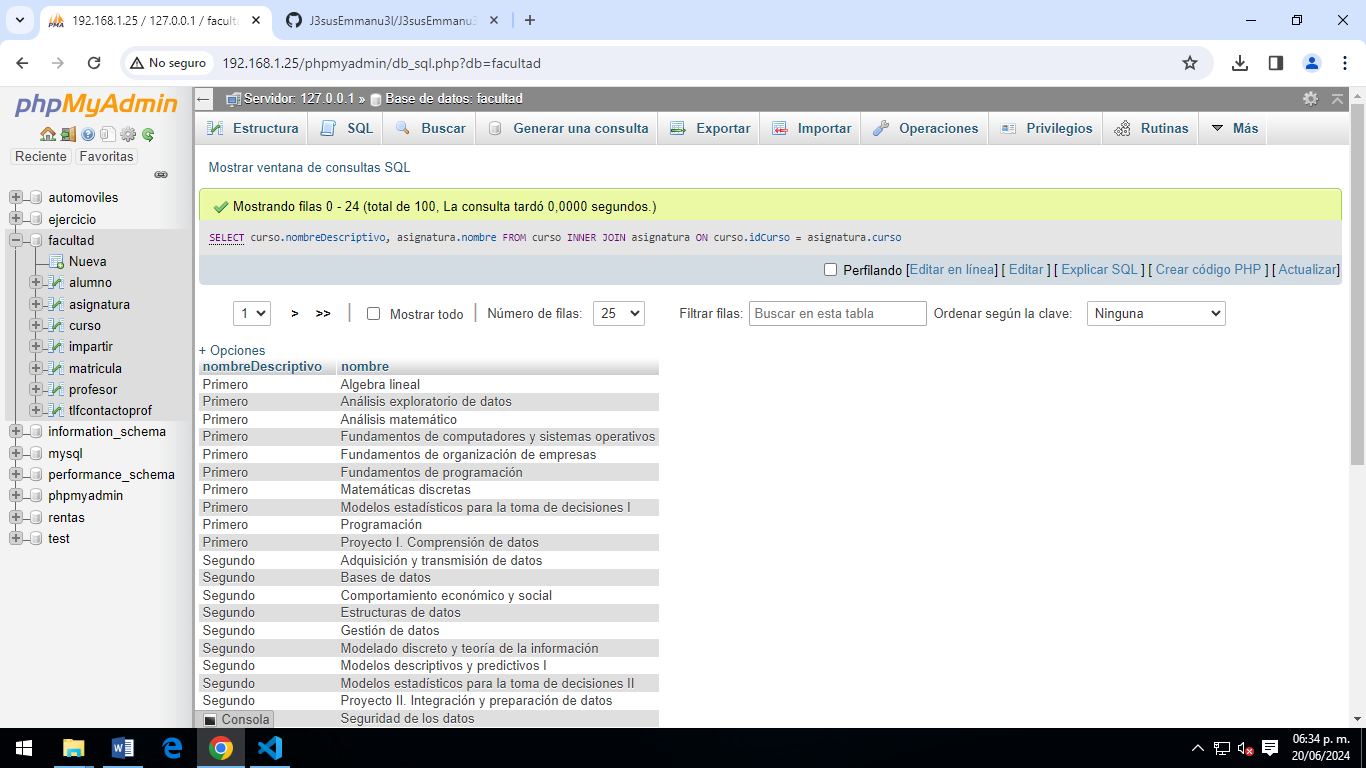 192.168.1.25 / 127.0.0.1 / faculta
J3susEmmanu3l/J3susEmmanu3
No seguro
192.168.1.25/phpmyadmin/db_sql.php?db=facultad
phpMyAdmin
Reciente Favoritas
automoviles
ejercicio
facultad
Nueva
alumno
asignatura
curso
impartir
matricula
profesor
tlfcontactoprof
information_schema
mysql
performance_schema
phpmyadmin
rentas
test
Servidor: 127.0.0.1 » Base de datos: facultad
Estructura SQL Buscar Generar una consulta Exportar Importar Operaciones Privilegios Rutinas Más
Mostrar ventana de consultas SQL
Mostrando filas 0 - 24 (total de 100, La consulta tardó 0,0000 segundos.)
SELECT curso.nombreDescriptivo, asignatura.nombre FROM curso INNER JOIN asignatura ON curso.idCurso = asignatura.curso
Perfilando [Editar en línea] [ Editar ] [ Explicar SQL ] [ Crear código PHP ] [ Actualizar]
1 > >> | Mostrar todo | Número de filas: 25 Filtrar filas: Buscar en esta tabla Ordenar según la clave: Ninguna
+ Opciones
nombreDescriptivo nombre
Primero Algebra lineal
Primero Análisis exploratorio de datos
Primero Análisis matemático
Primero Fundamentos de computadores y sistemas operativos
Primero Fundamentos de organización de empresas
Primero Fundamentos de programación
Primero Matemáticas discretas
Primero Modelos estadísticos para la toma de decisiones I
Primero Programación
Primero Proyecto I. Comprensión de datos
Segundo Adquisición y transmisión de datos
Segundo Bases de datos
Segundo Comportamiento económico y social
Segundo Estructuras de datos
Segundo Gestión de datos
Segundo Modelado discreto y teoría de la información
Segundo Modelos descriptivos y predictivos I
Segundo Modelos estadísticos para la toma de decisiones II
Segundo Proyecto II. Integración y preparación de datos
Seguridad de los datos
Consola
06:34 p. m.
20/06/2024